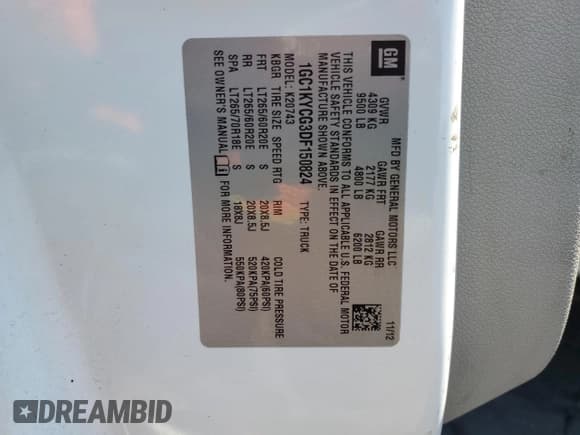 GM
MFD BY GENERAL MOTORS LLC
11/12
GVWR GAWR FRT GAWR RR
4309 KG 2177 KG 2812 KG
9500 LB 4800 LB 6200 LB
THIS VEHICLE CONFORMS TO ALL APPLICABLE U.S. FEDERAL MOTOR
VEHICLE SAFETY STANDARDS IN EFFECT ON THE DATE OF
MANUFACTURE SHOWN ABOVE.
1GC1KYCG3DF150824 TYPE: TRUCK
MODEL: K20743
KBGR TIRE SIZE SPEED RTG RIM COLD TIRE PRESSURE
FRT LT265/60R20E S 20X8.5J 420KPA(60PSI)
RR LT265/60R20E S 20X8.5J 520KPA(75PSI)
SPA LT265/70R18E S 18X8J 550KPA(80PSI)
SEE OWNER'S MANUAL FOR MORE INFORMATION.
DREAMBID